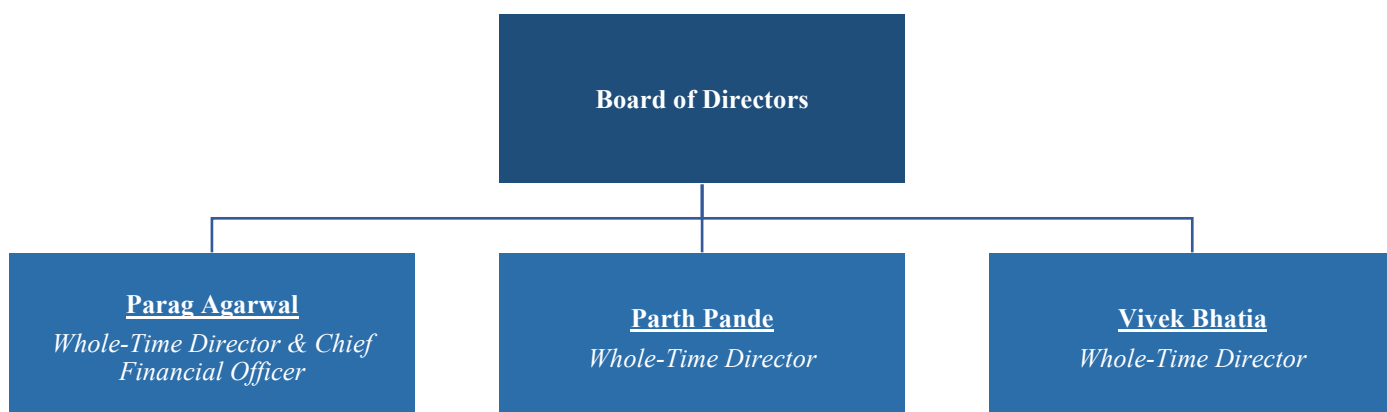 Board of Directors
Parag Agarwal
Whole-Time Director & Chief
Financial Officer
Parth Pande
Whole-Time Director
Vivek Bhatia
Whole-Time Director